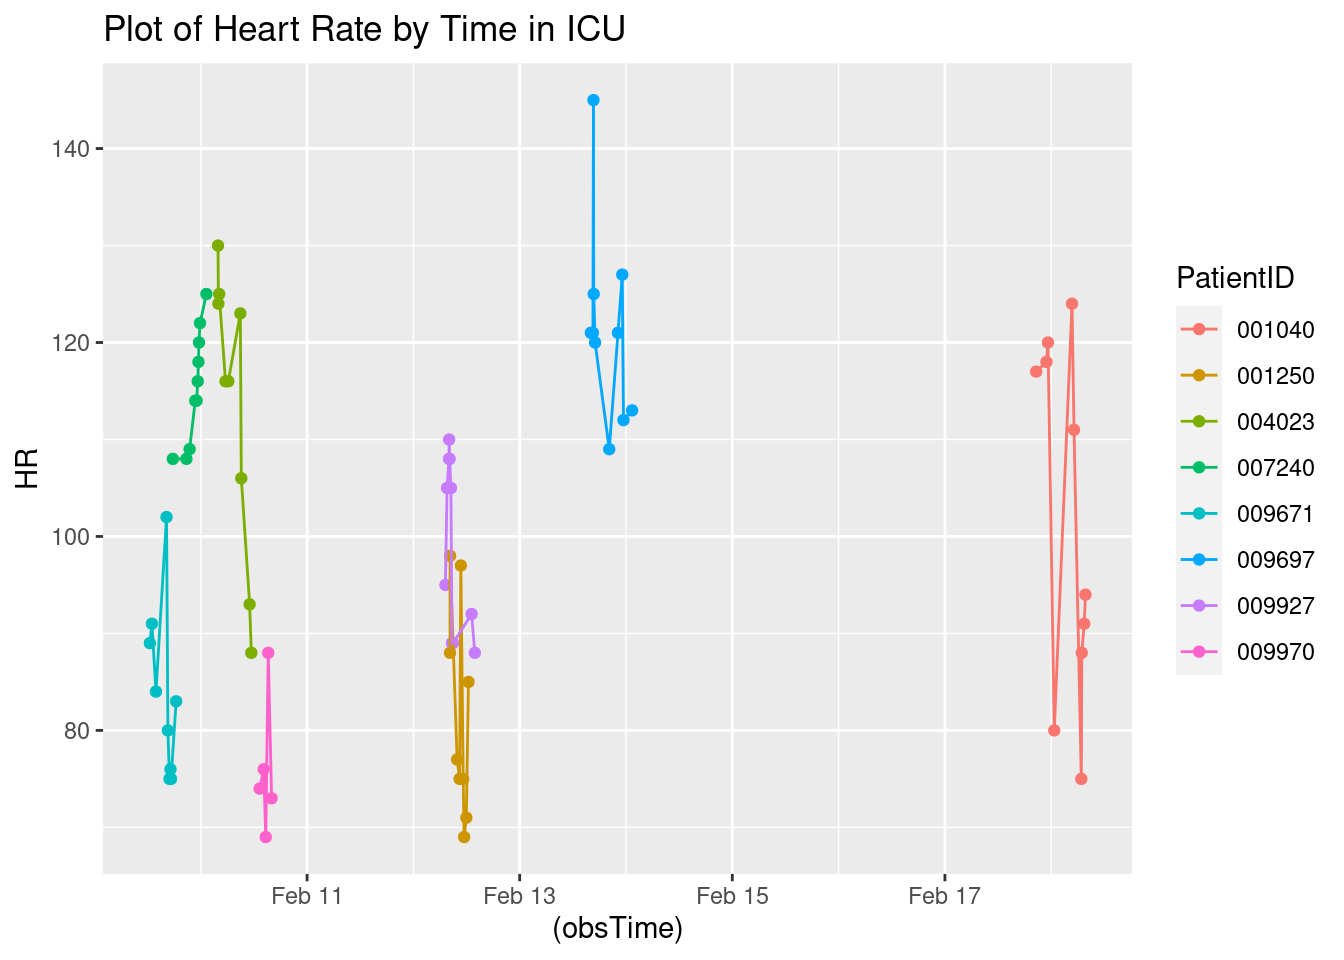 Plot of Heart Rate by Time in ICU
HR
140
120
100
80
Feb 11
Feb 13
Feb 15
Feb 17
(obsTime)
PatientID
001040
001250
004023
007240
009671
009697
009927
009970